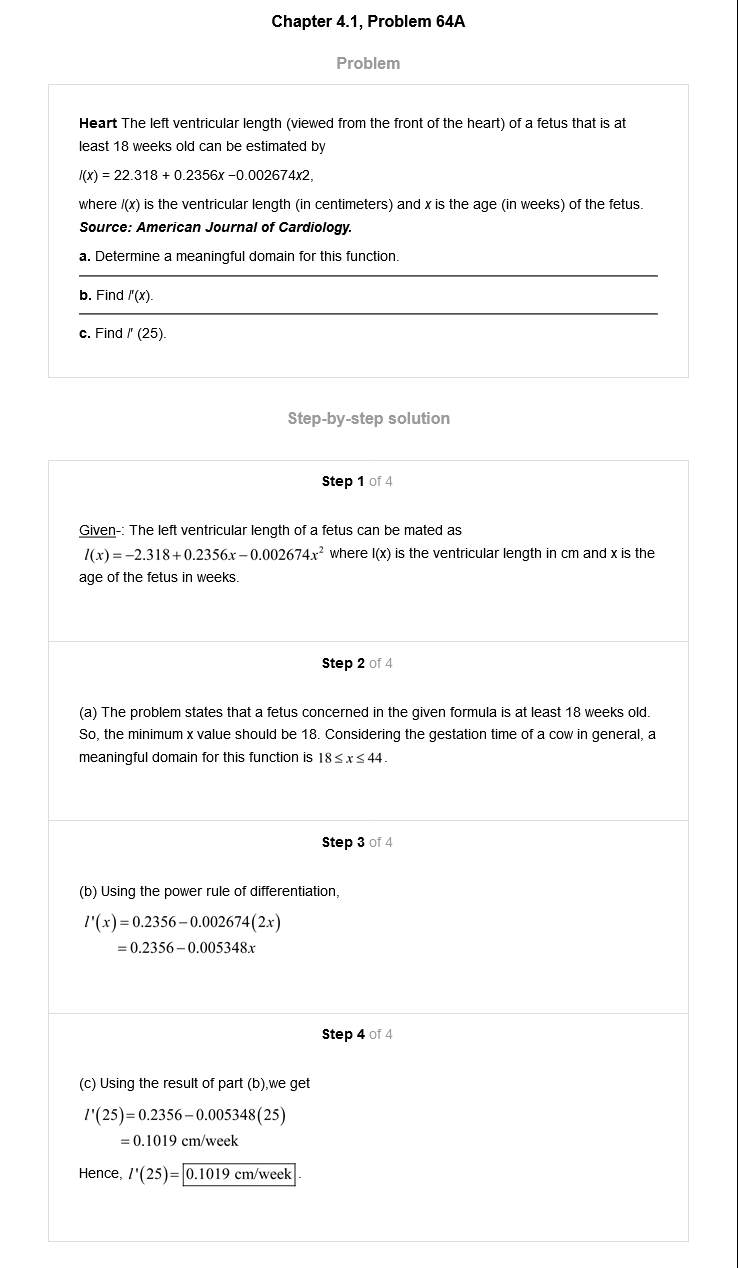 Chapter 4.1, Problem 64A
Problem
Heart The left ventricular length (viewed from the front of the heart) of a fetus that is at
least 18 weeks old can be estimated by
l(x) = 22.318 + 0.2356x −0.002674x2,
where l(x) is the ventricular length (in centimeters) and x is the age (in weeks) of the fetus.
Source: American Journal of Cardiology.
a. Determine a meaningful domain for this function.
b. Find l'(x).
c. Find l' (25).
Step-by-step solution
Step 1 of 4
Given-: The left ventricular length of a fetus can be mated as
l(x) = −2.318 + 0.2356x − 0.002674x² where l(x) is the ventricular length in cm and x is the
age of the fetus in weeks.
Step 2 of 4
(a) The problem states that a fetus concerned in the given formula is at least 18 weeks old.
So, the minimum x value should be 18. Considering the gestation time of a cow in general, a
meaningful domain for this function is 18 ≤ x ≤ 44.
Step 3 of 4
(b) Using the power rule of differentiation,
l'(x) = 0.2356 − 0.002674(2x)
= 0.2356 − 0.005348x
Step 4 of 4
(c) Using the result of part (b),we get
l'(25) = 0.2356 − 0.005348(25)
= 0.1019 cm/week
Hence, l'(25) = 0.1019 cm/week.